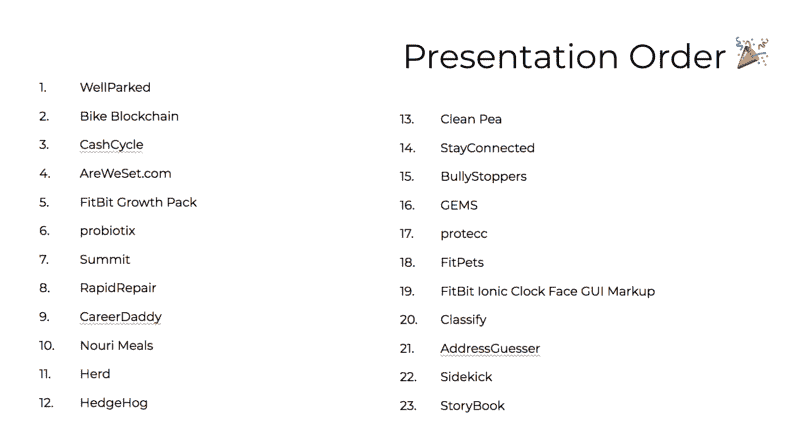 Presentation Order
1. WellParked
2. Bike Blockchain
3. CashCycle
4. AreWeSet.com
5. FitBit Growth Pack
6. probiotix
7. Summit
8. RapidRepair
9. CareerDaddy
10. Nouri Meals
11. Herd
12. HedgeHog
13. Clean Pea
14. StayConnected
15. BullyStoppers
16. GEMS
17. protecc
18. FitPets
19. FitBit Ionic Clock Face GUI Markup
20. Classify
21. AddressGuesser
22. Sidekick
23. StoryBook